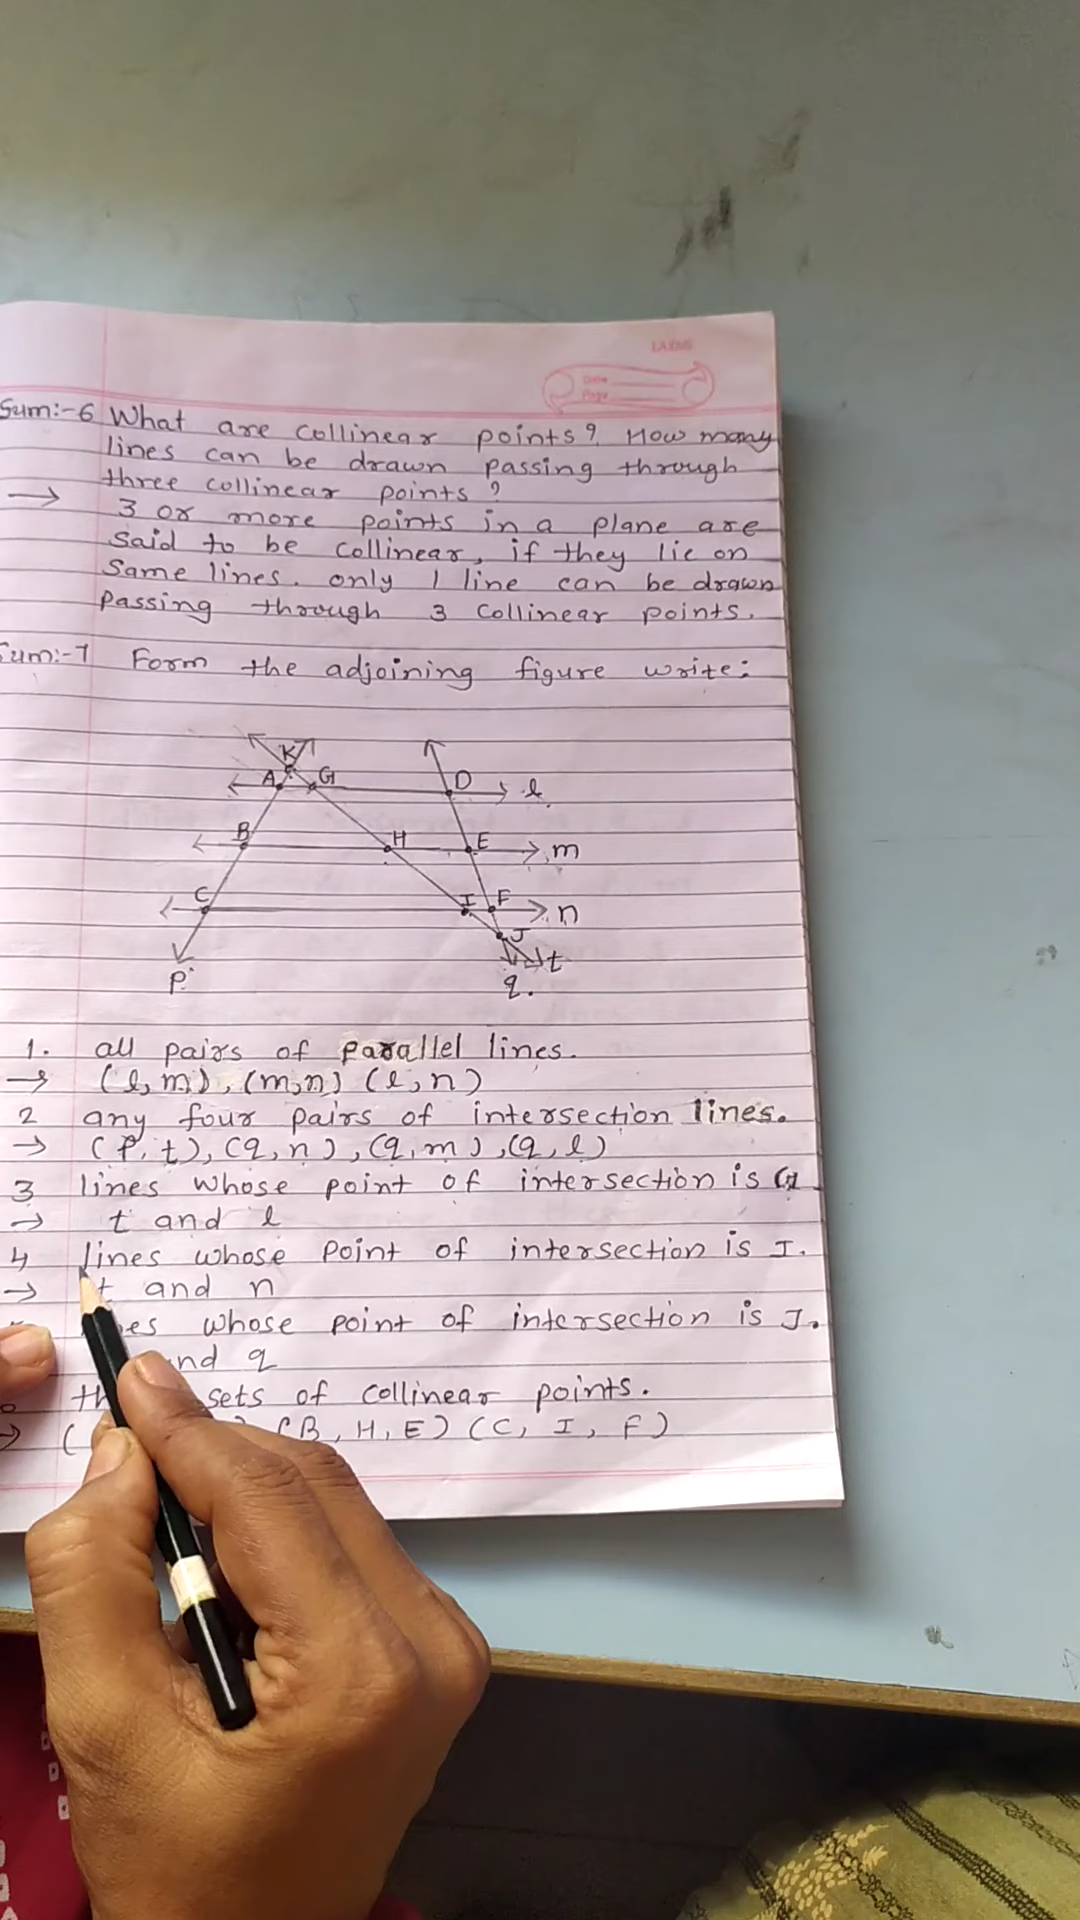 LAXMI
Date
Page
Sum:-6 What are collinear points? How many
lines can be drawn passing through
three collinear points?
→ 3 or more points in a plane are
said to be collinear, if they lie on
Same lines. only 1 line can be drawn
passing through 3 collinear points.
Sum:-7 Form the adjoining figure write:
K
A G D l
B H E m
C I F n
J
t
P q.
1. all pairs of parallel lines.
→ (l,m), (m,n) (l,n)
2 any four pairs of intersection lines.
→ (p, t), (q, n), (q, m), (q, l)
3 lines whose point of intersection is G.
→ t and l
4 lines whose point of intersection is I.
→ t and n
whose point of intersection is J.
and q
sets of collinear points.
→ ( (B, H, E) (C, I, F)